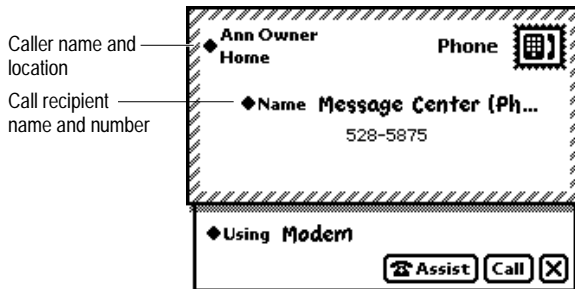 Caller name and
location
Call recipient
name and number
Ann Owner
Home
Phone
Name Message Center (Ph...
528-5875
Using Modem
Assist Call X